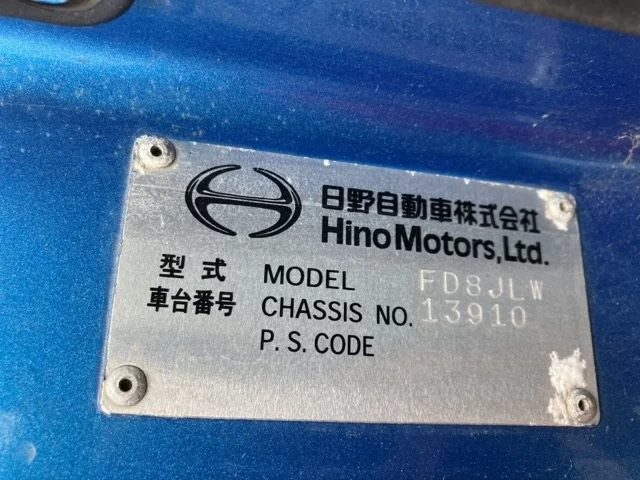 日野自動車株式会社
Hino Motors, Ltd.
型式 MODEL FD8JLW
車台番号 CHASSIS NO. 13910
P. S. CODE